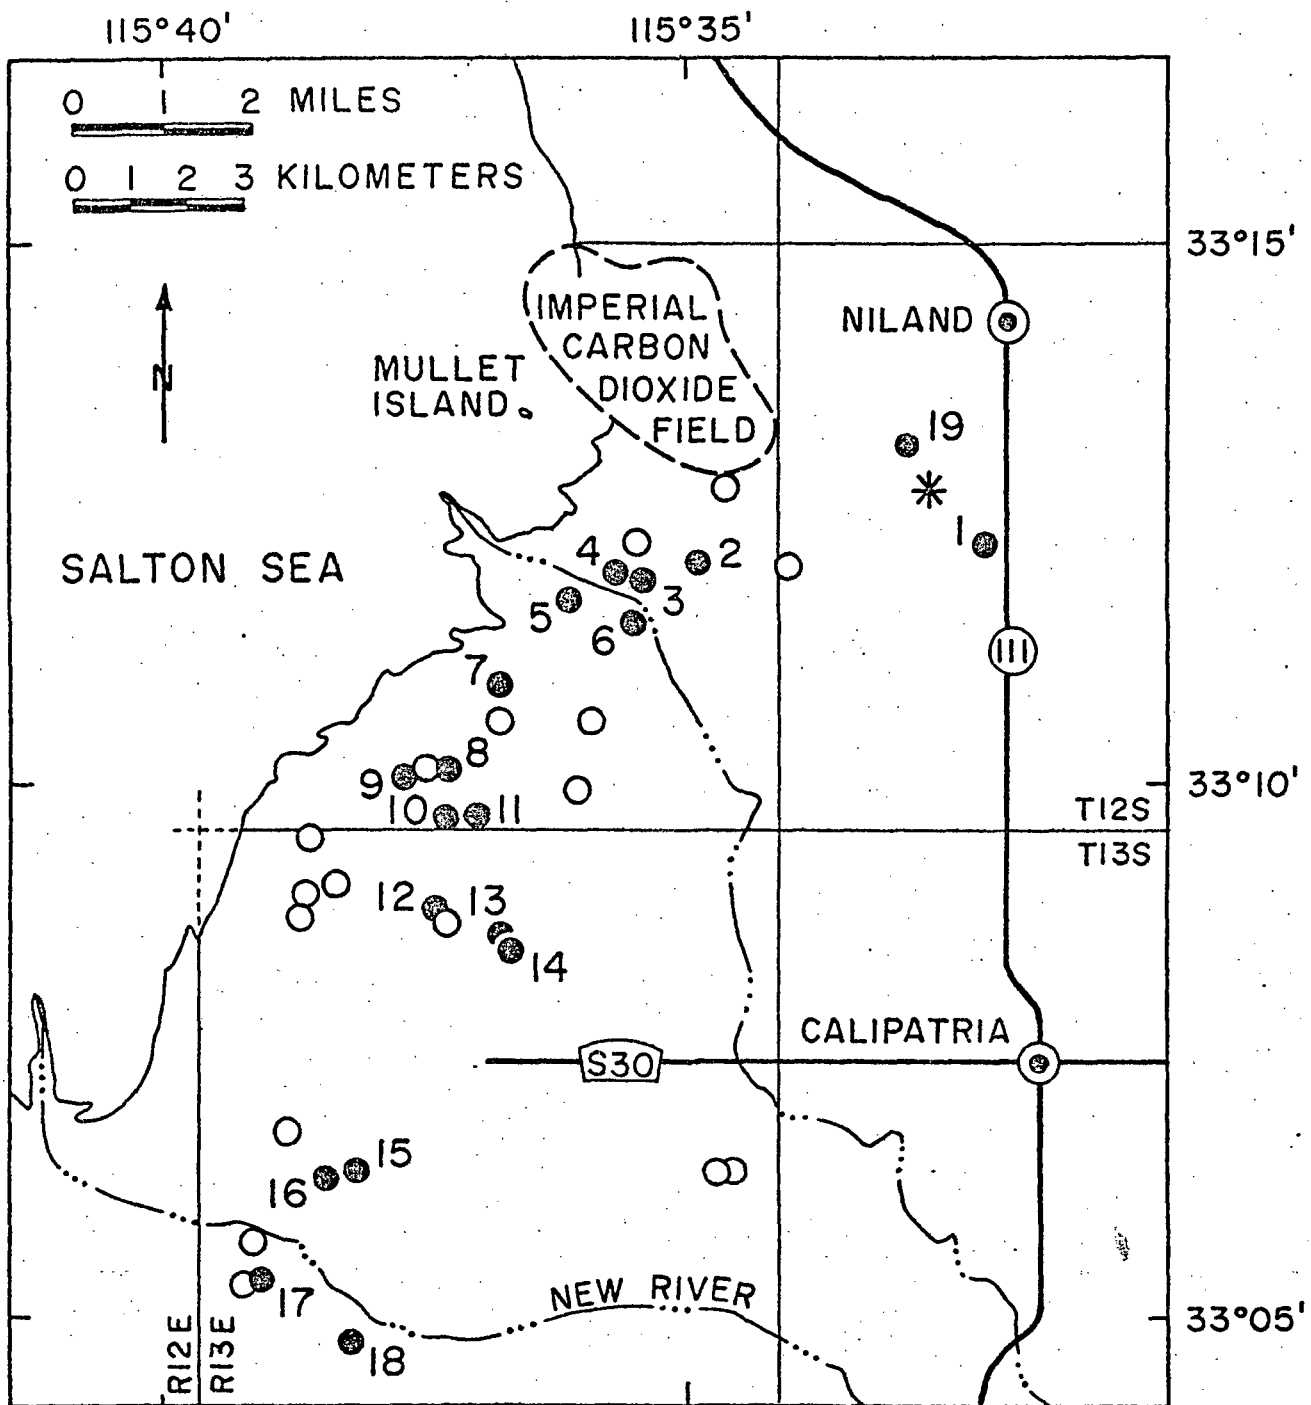 115°40'
115°35'
0 1 2 MILES
0 1 2 3 KILOMETERS
33°15'
IMPERIAL
CARBON
DIOXIDE
FIELD
NILAND
N
MULLET
ISLAND
19
SALTON SEA
4
2
1
3
5
6
111
7
8
9
33°10'
10
11
T12S
T13S
12
13
14
CALIPATRIA
S30
15
16
NEW RIVER
17
33°05'
18
R12E
R13E